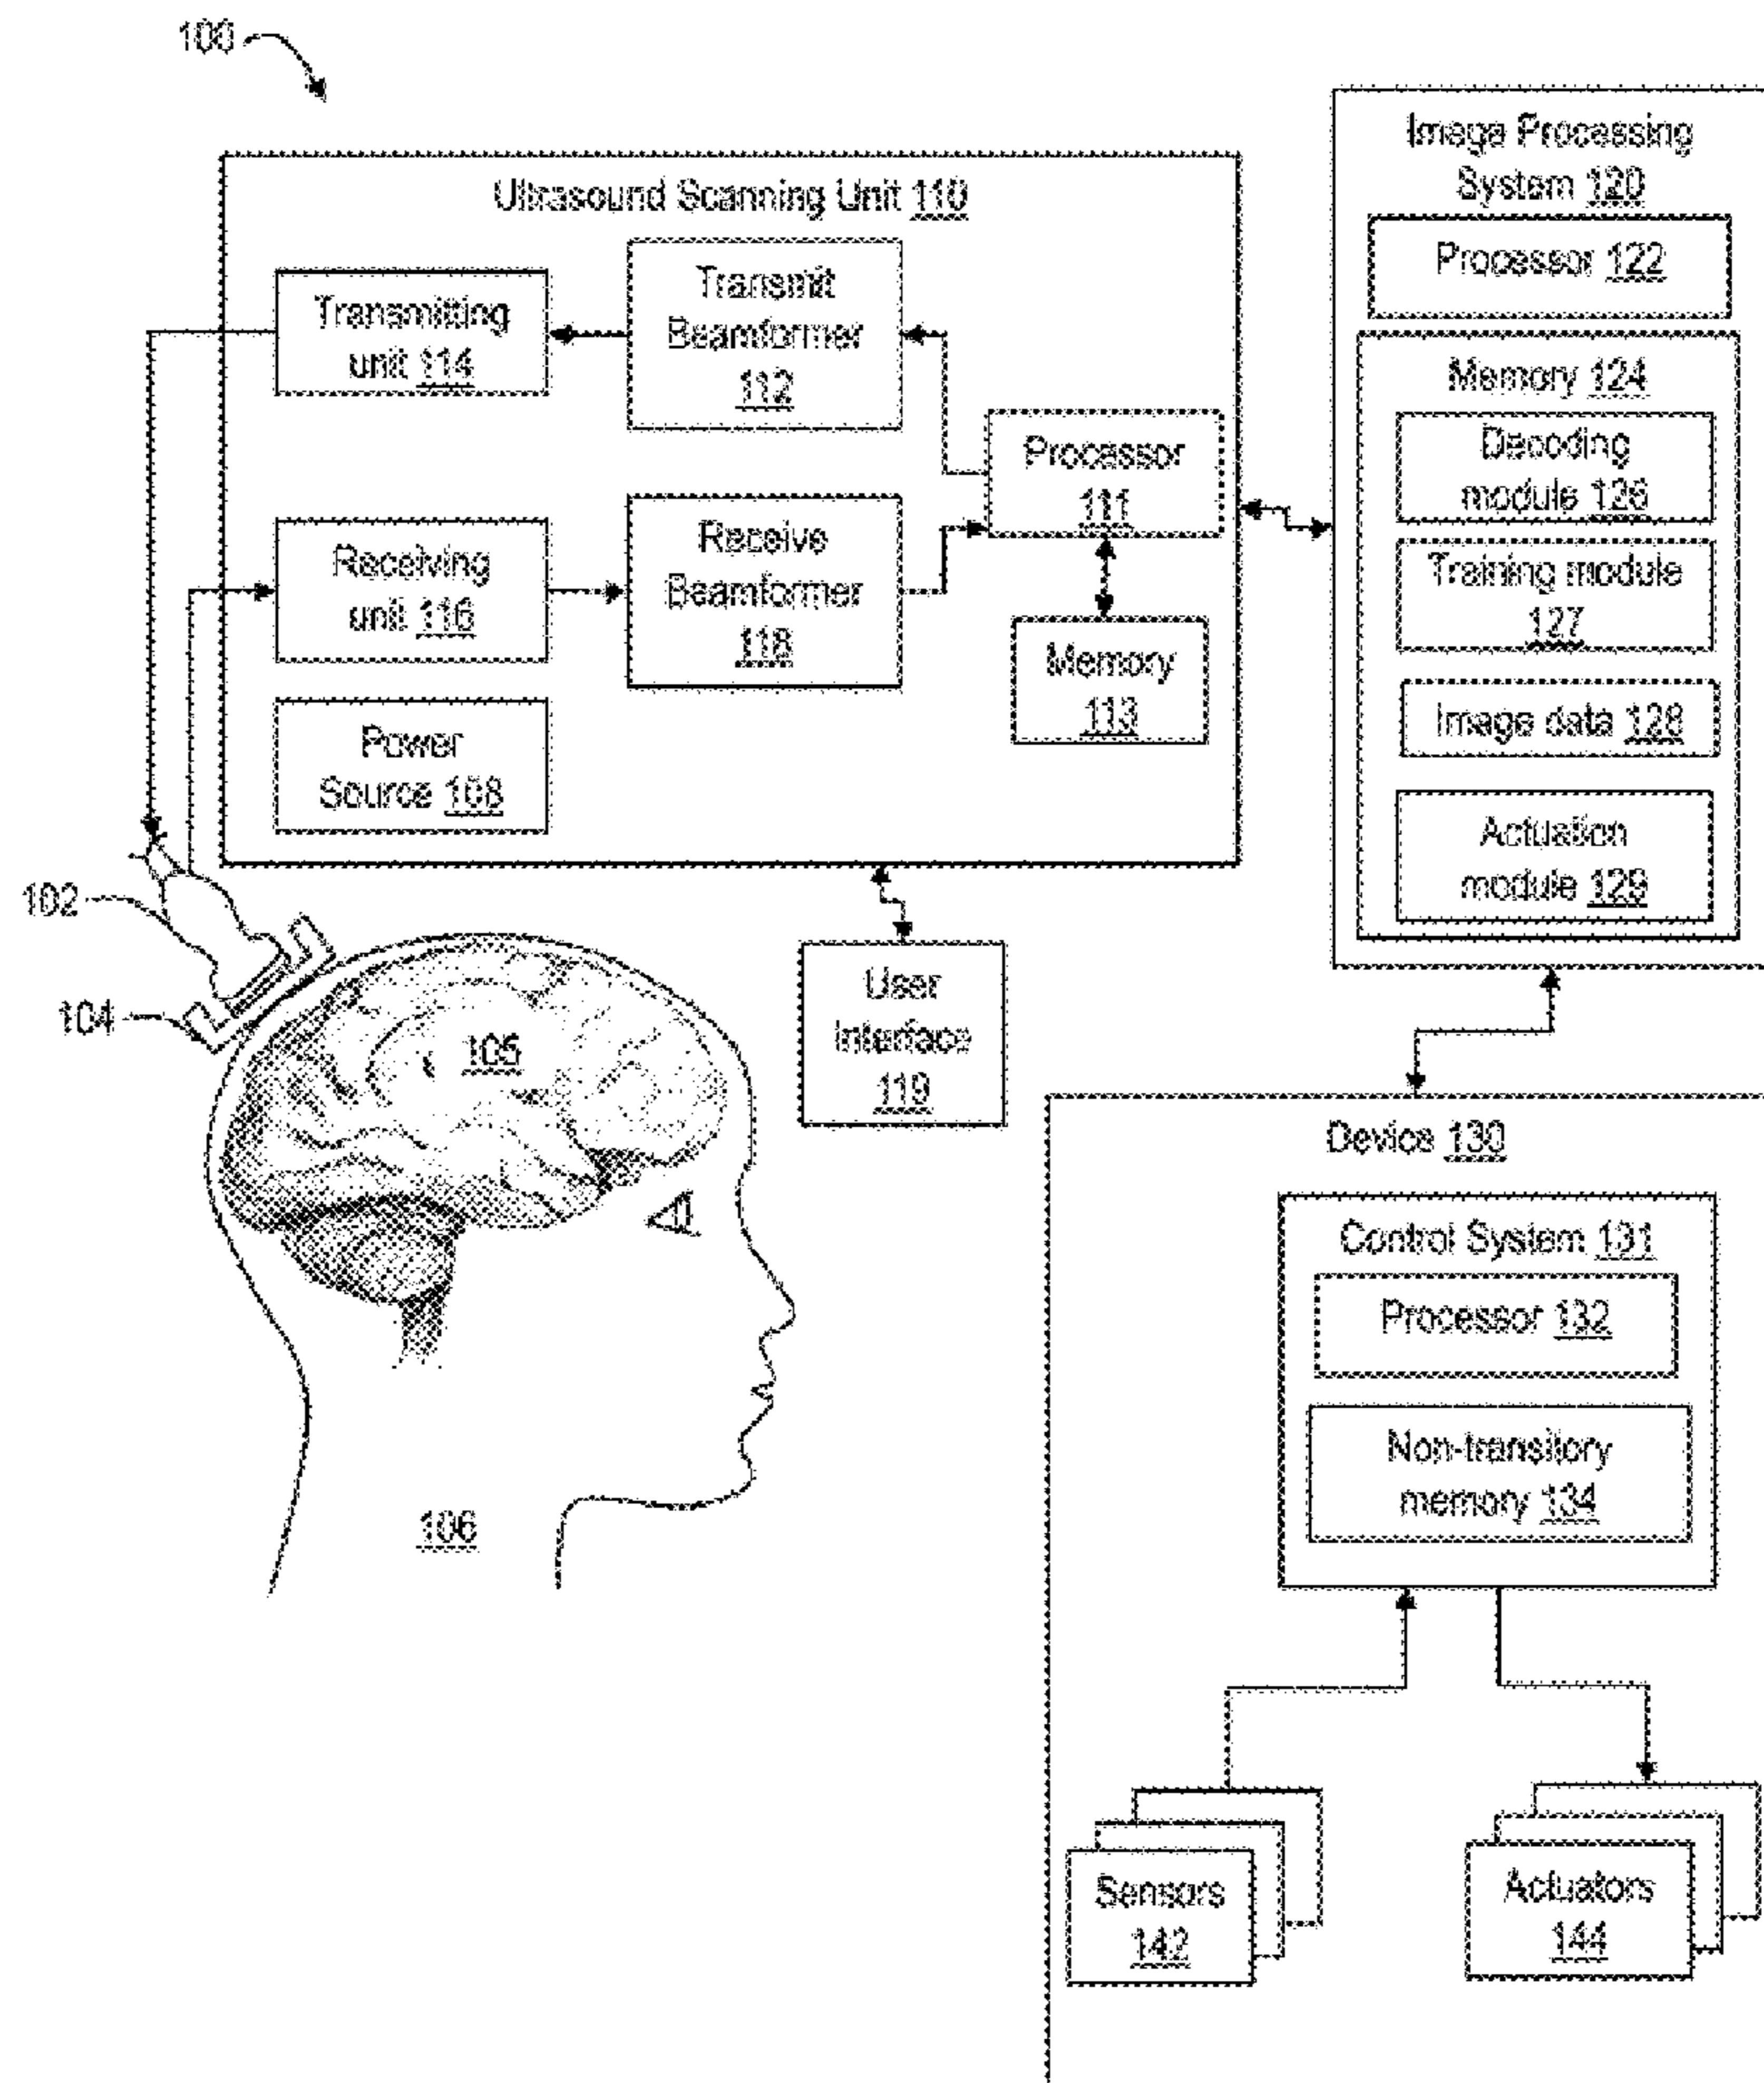 100
Ultrasound Scanning Unit 110
Transmitting
unit 114
Transmit
Beamformer
112
Processor
111
Receiving
unit 116
Receive
Beamformer
118
Memory
113
Power
Source 108
Image Processing
System 120
Processor 122
Memory 124
Decoding
module 126
Training module
127
Image data 128
Actuation
module 129
102
104
105
106
User
Interface
119
Device 130
Control System 131
Processor 132
Non-transitory
memory 134
Sensors
142
Actuators
144